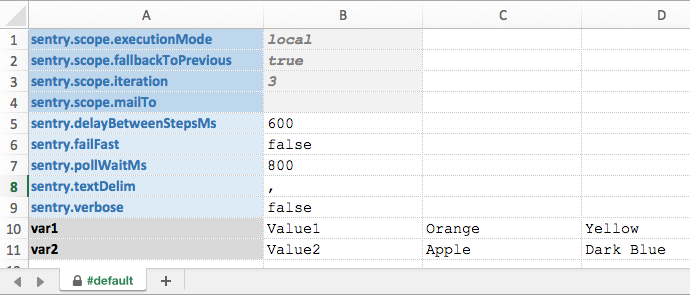 A B C D
1 sentry.scope.executionMode local
2 sentry.scope.fallbackToPrevious true
3 sentry.scope.iteration 3
4 sentry.scope.mailTo
5 sentry.delayBetweenStepsMs 600
6 sentry.failFast false
7 sentry.pollWaitMs 800
8 sentry.textDelim ,
9 sentry.verbose false
10 var1 Value1 Orange Yellow
11 var2 Value2 Apple Dark Blue
#default +